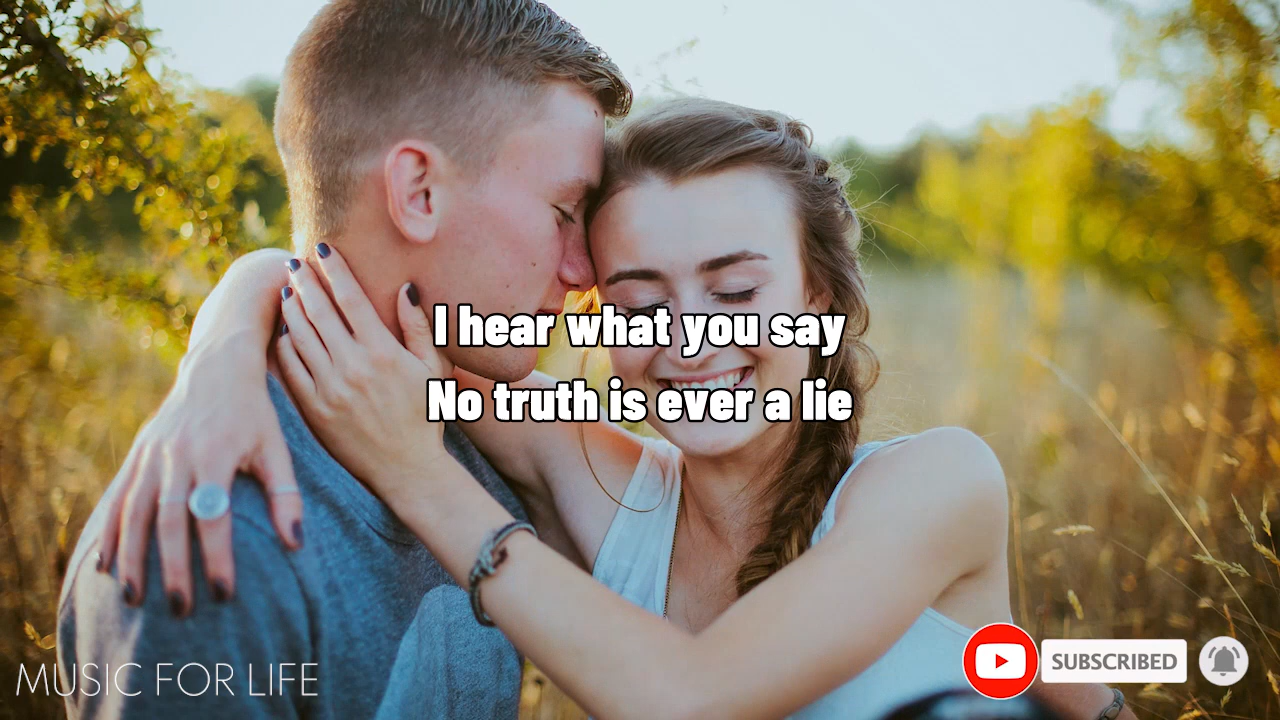 I hear what you say
No truth is ever a lie
MUSIC FOR LIFE
SUBSCRIBED